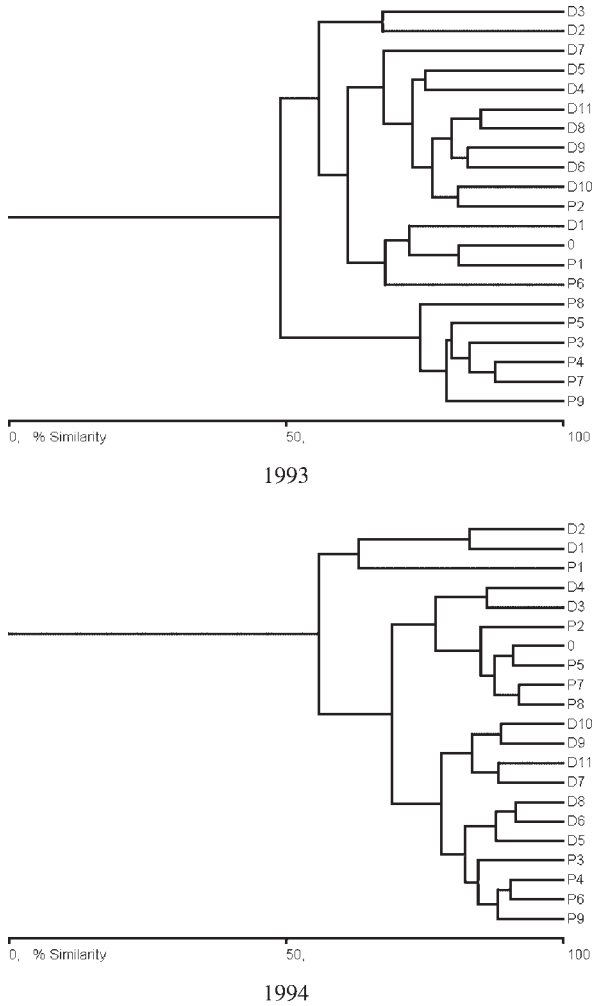 D3
D2
D7
D5
D4
D11
D8
D9
D6
D10
P2
D1
0
P1
P6
P8
P5
P3
P4
P7
P9
0, % Similarity 50, 100
1993
D2
D1
P1
D4
D3
P2
0
P5
P7
P8
D10
D9
D11
D7
D8
D6
D5
P3
P4
P6
P9
0, % Similarity 50, 100
1994